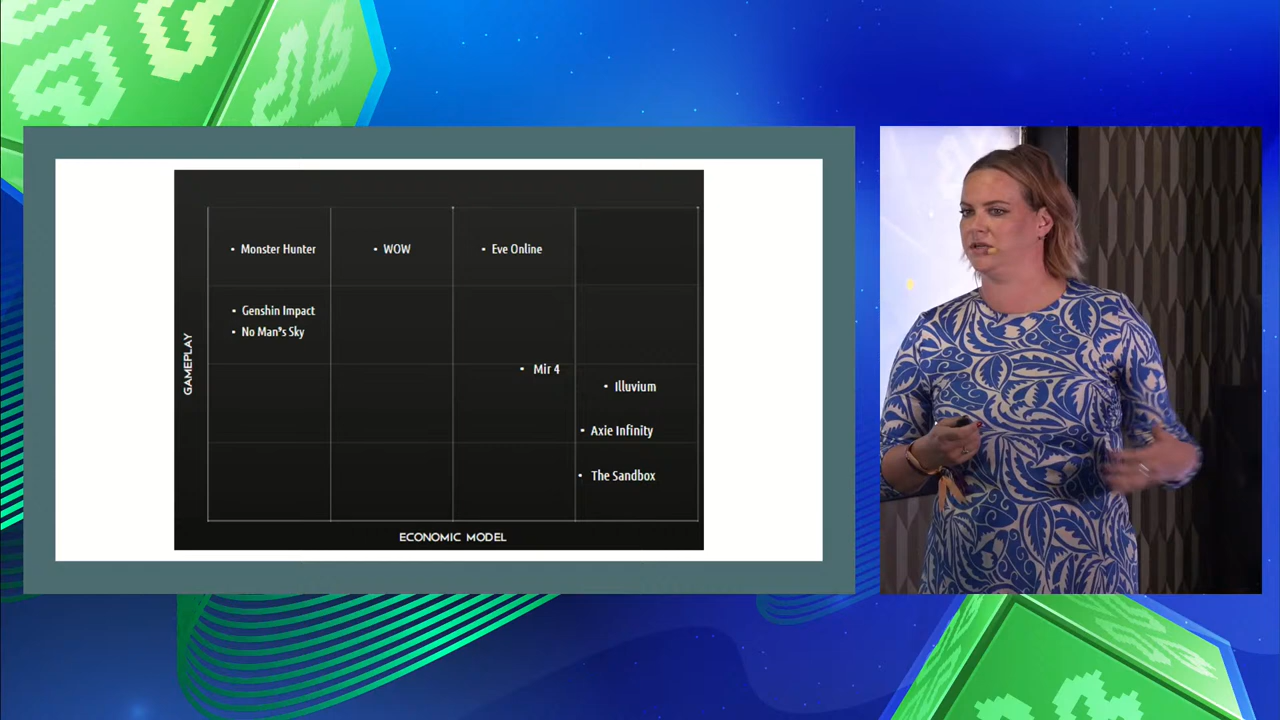 • Monster Hunter
• WOW
• Eve Online
• Genshin Impact
• No Man"s Sky
• Mir 4
• Illuvium
• Axie Infinity
• The Sandbox
GAMEPLAY
ECONOMIC MODEL